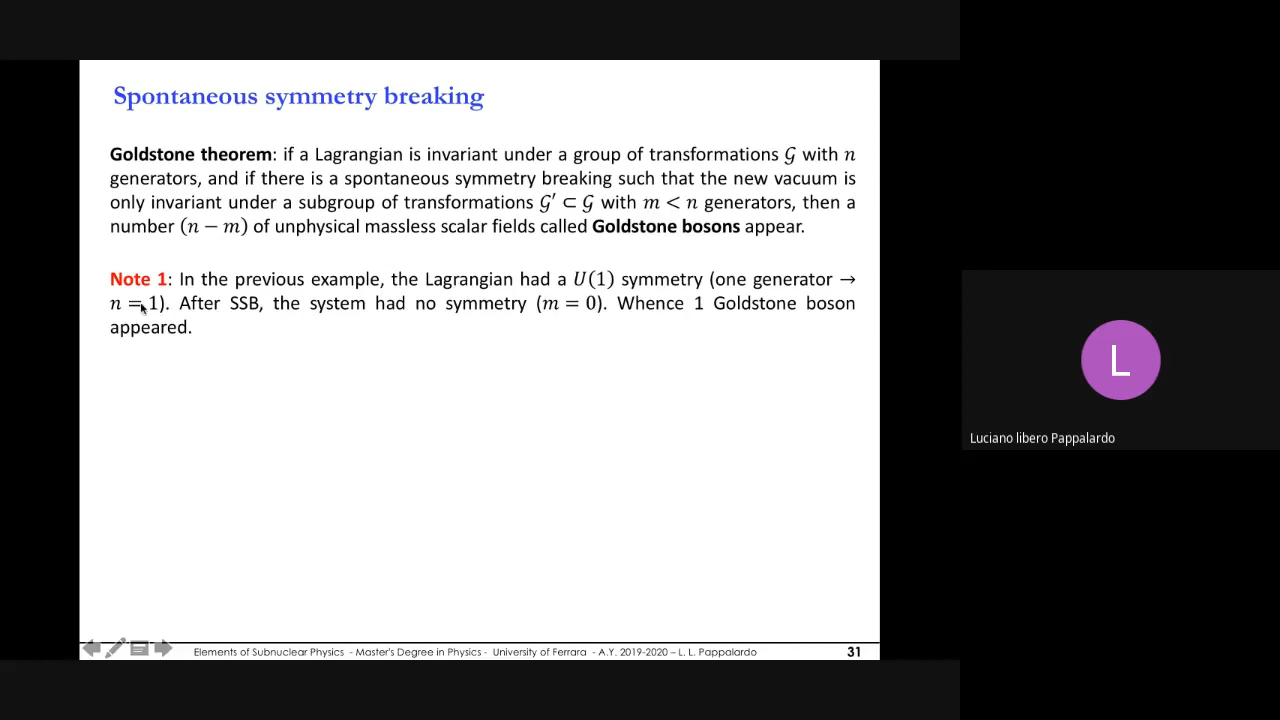 Spontaneous symmetry breaking
Goldstone theorem: if a Lagrangian is invariant under a group of transformations 𝒢 with n
generators, and if there is a spontaneous symmetry breaking such that the new vacuum is
only invariant under a subgroup of transformations 𝒢′ ⊂ 𝒢 with m < n generators, then a
number (n − m) of unphysical massless scalar fields called Goldstone bosons appear.
Note 1: In the previous example, the Lagrangian had a U(1) symmetry (one generator →
n = 1). After SSB, the system had no symmetry (m = 0). Whence 1 Goldstone boson
appeared.
Elements of Subnuclear Physics - Master's Degree in Physics - University of Ferrara - A.Y. 2019-2020 – L. L. Pappalardo 31
L
Luciano libero Pappalardo